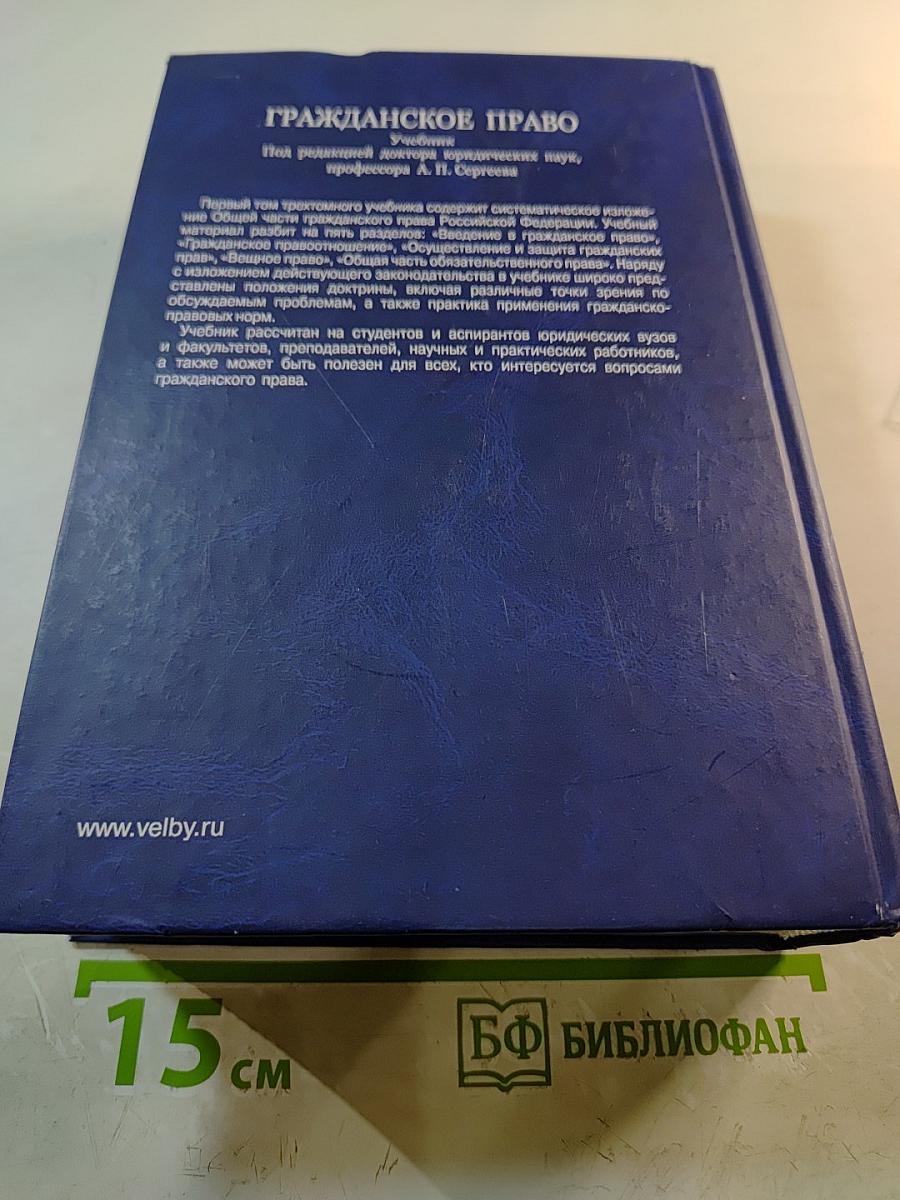 ГРАЖДАНСКОЕ ПРАВО
Учебник
Под редакцией доктора юридических наук,
профессора А. П. Сергеева
Первый том трехтомного учебника содержит систематическое изложе-
ние Общей части гражданского права Российской Федерации. Учебный
материал разбит на пять разделов: «Введение в гражданское право»,
«Гражданское правоотношение», «Осуществление и защита гражданских
прав», «Вещное право», «Общая часть обязательственного права». Наряду
с изложением действующего законодательства в учебнике широко пред-
ставлены положения доктрины, включая различные точки зрения по
обсуждаемым проблемам, а также практика применения гражданско-
правовых норм.
Учебник рассчитан на студентов и аспирантов юридических вузов
и факультетов, преподавателей, научных и практических работников,
а также может быть полезен для всех, кто интересуется вопросами
гражданского права.
www.velby.ru
15 см
БФ БИБЛИОФАН